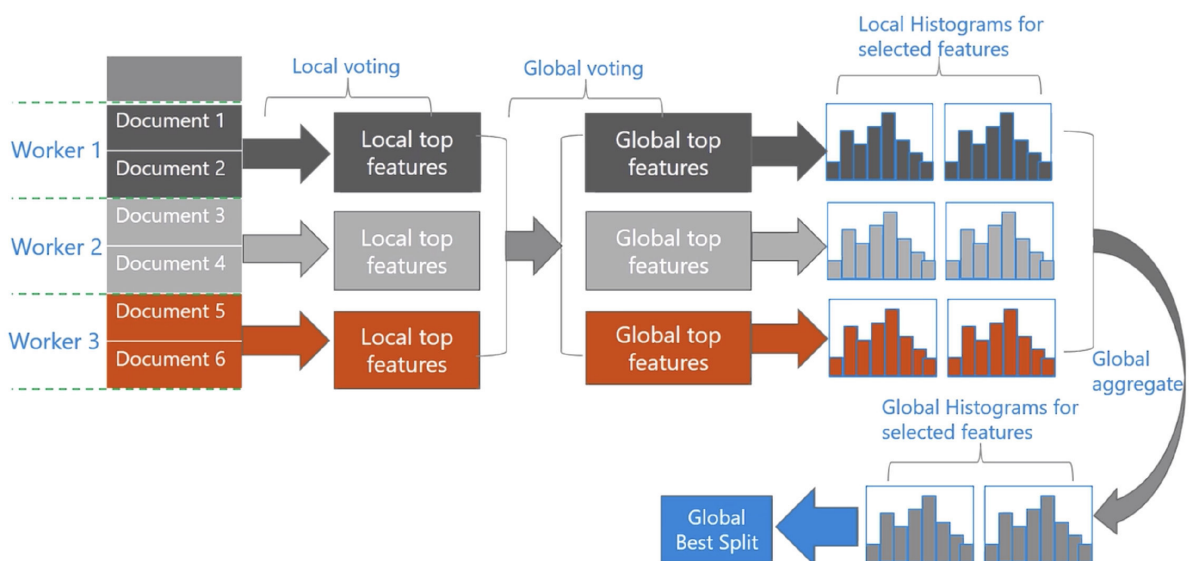 Local Histograms for
selected features
Local voting
Global voting
Worker 1
Document 1
Document 2
Local top
features
Global top
features
Worker 2
Document 3
Document 4
Local top
features
Global top
features
Worker 3
Document 5
Document 6
Local top
features
Global top
features
Global
aggregate
Global Histograms for
selected features
Global
Best Split